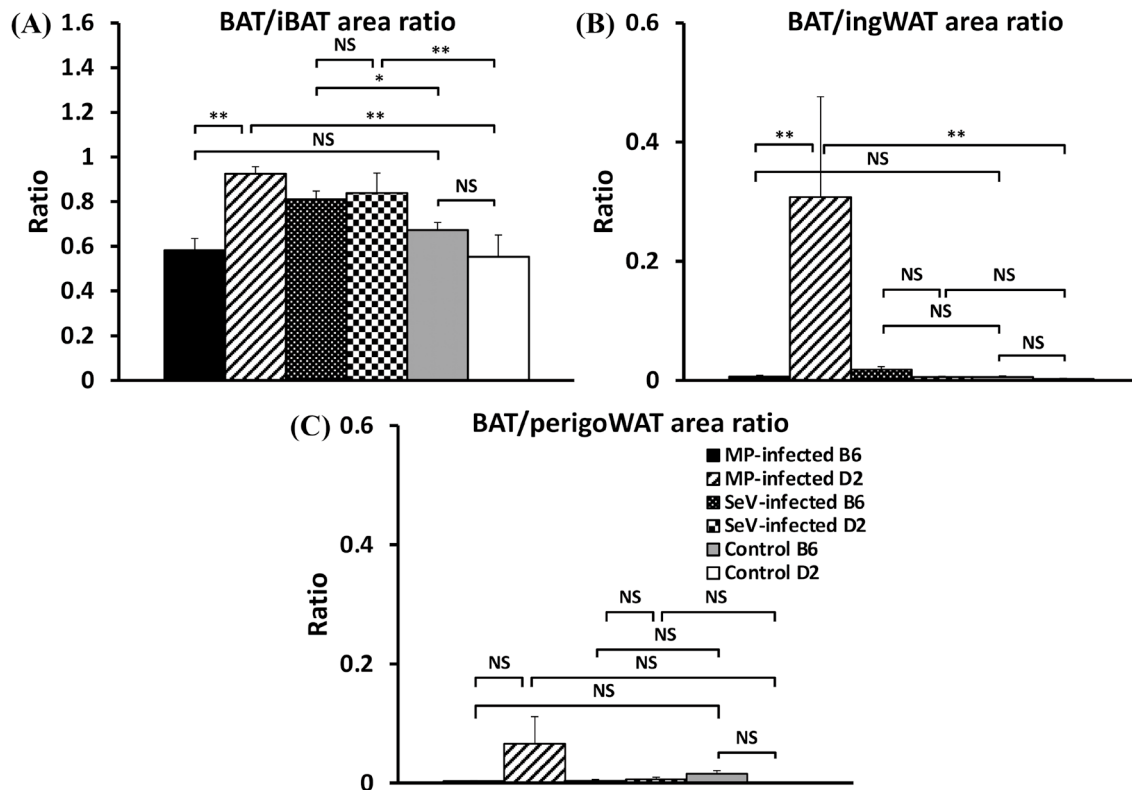 (A)
BAT/iBAT area ratio
1.6
1.4
1.2
1
0.8
0.6
0.4
0.2
0
Ratio
NS
**
*
**
**
NS
NS
(B)
BAT/ingWAT area ratio
0.6
0.4
0.2
0
Ratio
**
**
NS
NS
NS
NS
NS
(C)
BAT/perigoWAT area ratio
0.6
0.4
0.2
0
Ratio
MP-infected B6
MP-infected D2
SeV-infected B6
SeV-infected D2
Control B6
Control D2
NS
NS
NS
NS
NS
NS
NS